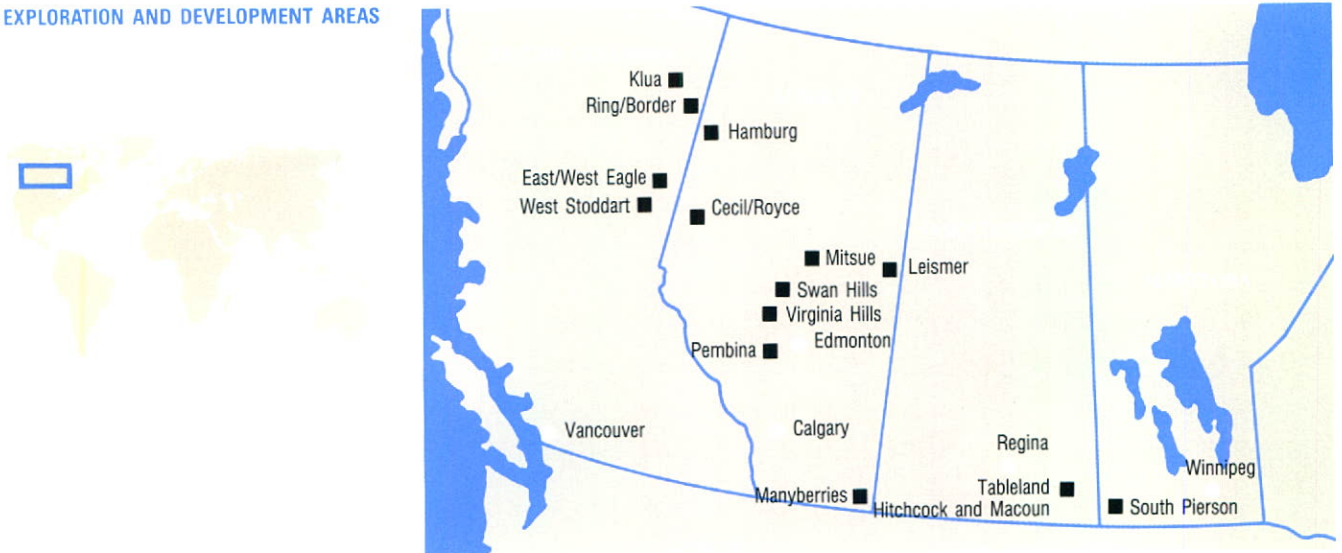 EXPLORATION AND DEVELOPMENT AREAS
Klua
Ring/Border
Hamburg
East/West Eagle
West Stoddart
Cecil/Royce
Mitsue
Leismer
Swan Hills
Virginia Hills
Edmonton
Pembina
Vancouver
Calgary
Regina
Winnipeg
Manyberries
Tableland
Hitchcock and Macoun
South Pierson